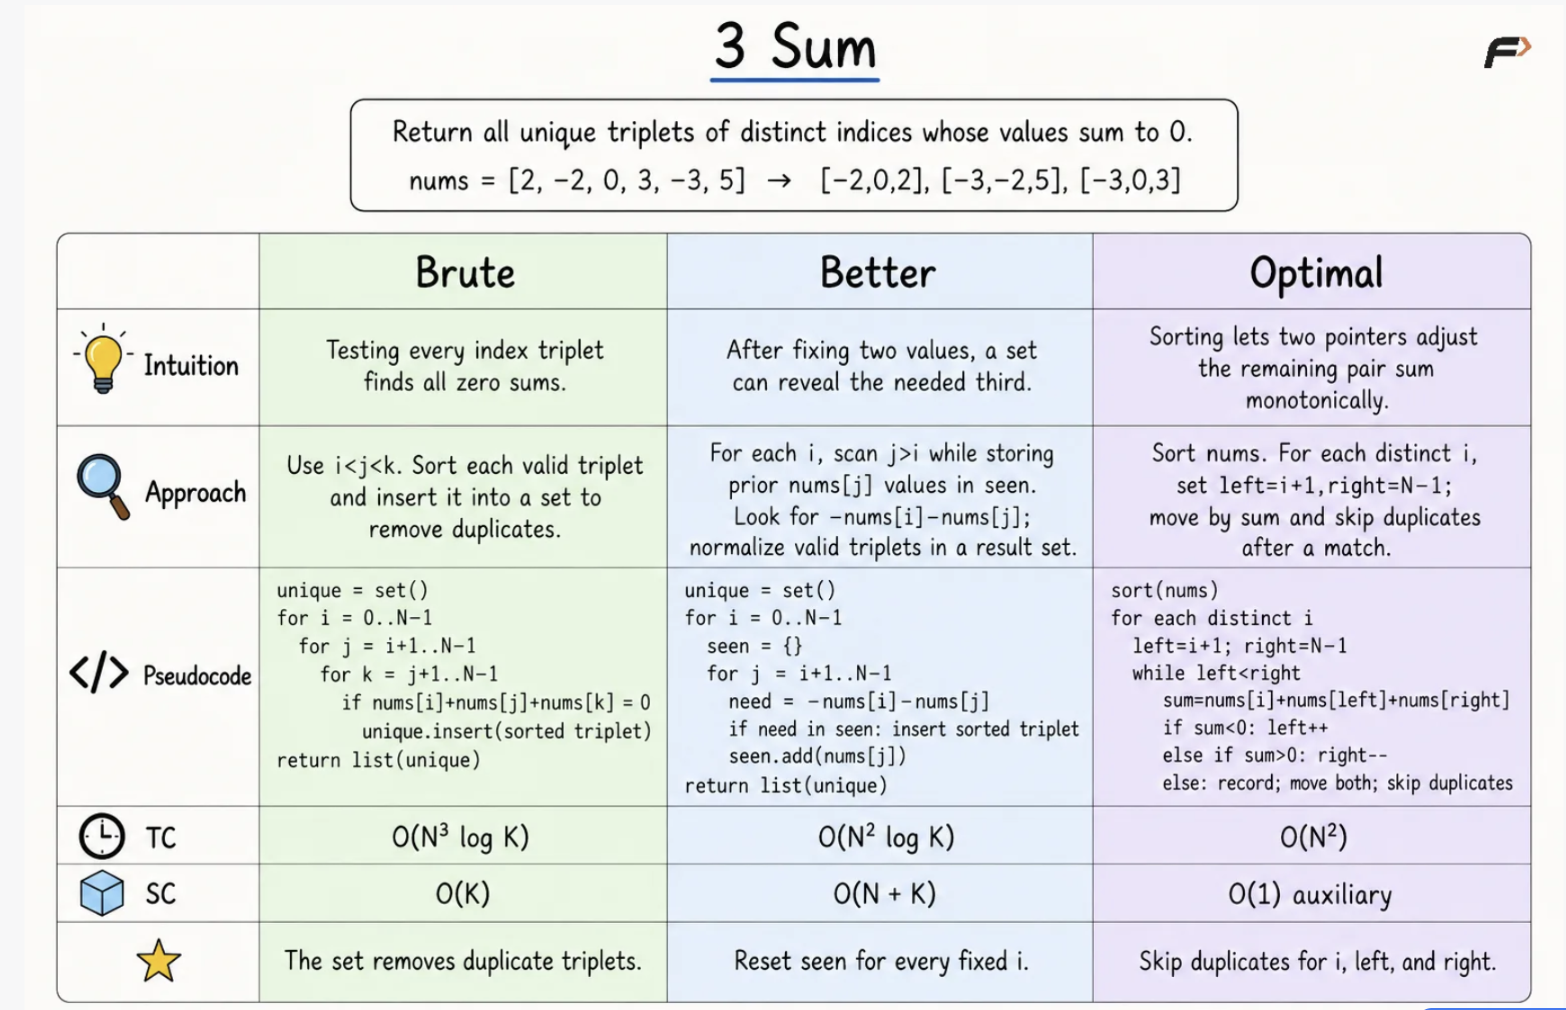 3 Sum
F>
Return all unique triplets of distinct indices whose values sum to 0.
nums = [2, −2, 0, 3, −3, 5] → [−2,0,2], [−3,−2,5], [−3,0,3]
Brute
Better
Optimal
Intuition
Testing every index triplet
finds all zero sums.
After fixing two values, a set
can reveal the needed third.
Sorting lets two pointers adjust
the remaining pair sum
monotonically.
Approach
Use i<j<k. Sort each valid triplet
and insert it into a set to
remove duplicates.
For each i, scan j>i while storing
prior nums[j] values in seen.
Look for −nums[i]−nums[j];
normalize valid triplets in a result set.
Sort nums. For each distinct i,
set left=i+1,right=N−1;
move by sum and skip duplicates
after a match.
</> Pseudocode
unique = set()
for i = 0..N−1
for j = i+1..N−1
for k = j+1..N−1
if nums[i]+nums[j]+nums[k] = 0
unique.insert(sorted triplet)
return list(unique)
unique = set()
for i = 0..N−1
seen = {}
for j = i+1..N−1
need = −nums[i]−nums[j]
if need in seen: insert sorted triplet
seen.add(nums[j])
return list(unique)
sort(nums)
for each distinct i
left=i+1; right=N−1
while left<right
sum=nums[i]+nums[left]+nums[right]
if sum<0: left++
else if sum>0: right--
else: record; move both; skip duplicates
TC
O(N³ log K)
O(N² log K)
O(N²)
SC
O(K)
O(N + K)
O(1) auxiliary
The set removes duplicate triplets.
Reset seen for every fixed i.
Skip duplicates for i, left, and right.